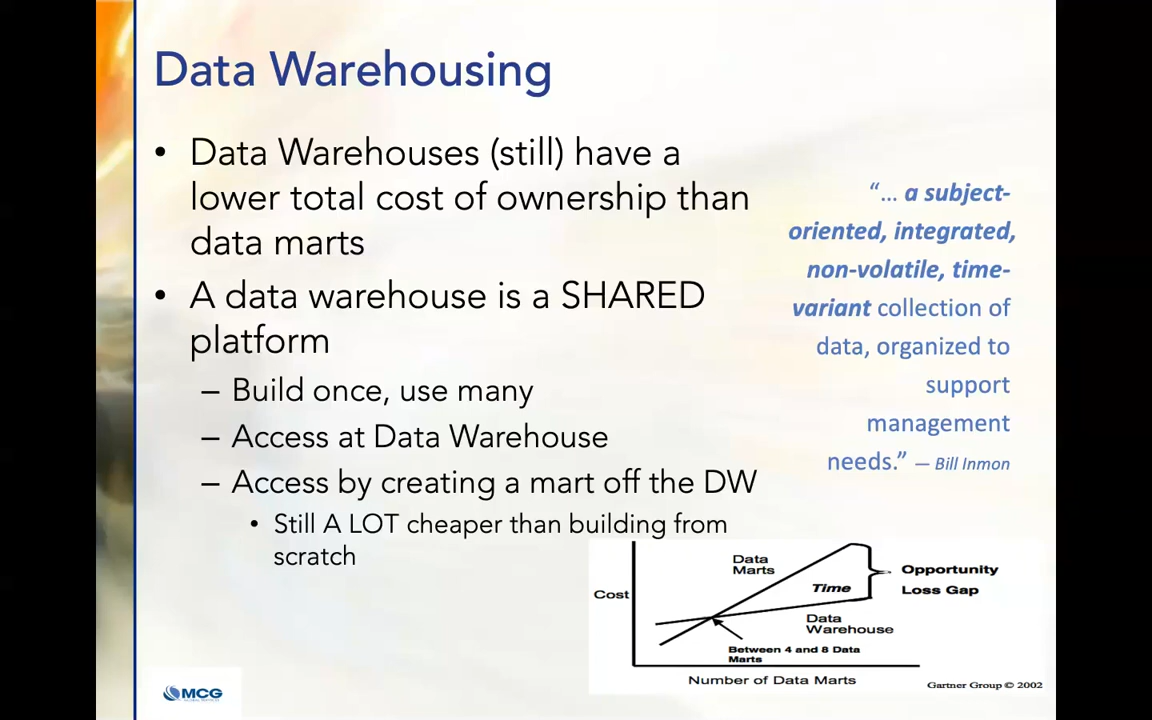 Data Warehousing
• Data Warehouses (still) have a
lower total cost of ownership than
data marts
• A data warehouse is a SHARED
platform
– Build once, use many
– Access at Data Warehouse
– Access by creating a mart off the DW
• Still A LOT cheaper than building from
scratch
“… a subject-
oriented, integrated,
non-volatile, time-
variant collection of
data, organized to
support
management
needs.” — Bill Inmon
Data
Marts
Opportunity
Time
Loss Gap
Cost
Data
Warehouse
Between 4 and 8 Data
Marts
Number of Data Marts
Gartner Group © 2002
MCG